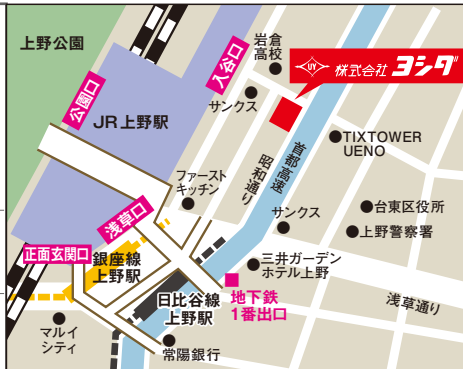 上野公園
公園口
JR上野駅
入谷口
岩倉
高校
サンクス
UY 株式会社 ヨシダ
TIXTOWER
UENO
首都高速
昭和通り
ファースト
キッチン
浅草口
サンクス
台東区役所
上野警察署
正面玄関口
銀座線
上野駅
三井ガーデン
ホテル上野
日比谷線
上野駅
地下鉄
1番出口
浅草通り
マルイ
シティ
常陽銀行